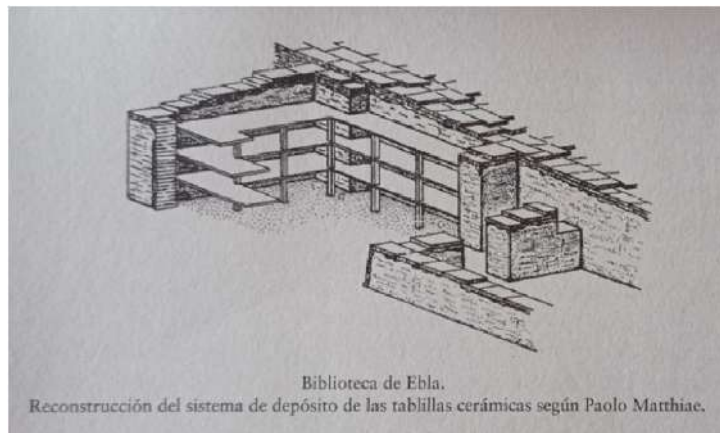 Biblioteca de Ebla.
Reconstrucción del sistema de depósito de las tablillas cerámicas según Paolo Matthiae.